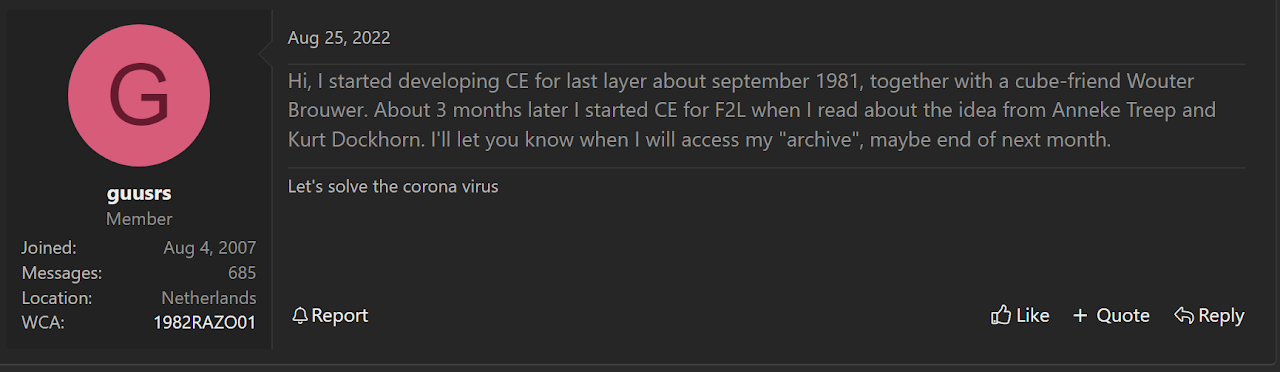 G
guusrs
Member
Joined: Aug 4, 2007
Messages: 685
Location: Netherlands
WCA: 1982RAZO01
Aug 25, 2022
Hi, I started developing CE for last layer about september 1981, together with a cube-friend Wouter
Brouwer. About 3 months later I started CE for F2L when I read about the idea from Anneke Treep and
Kurt Dockhorn. I'll let you know when I will access my "archive", maybe end of next month.
Let's solve the corona virus
Report
Like
Quote
Reply